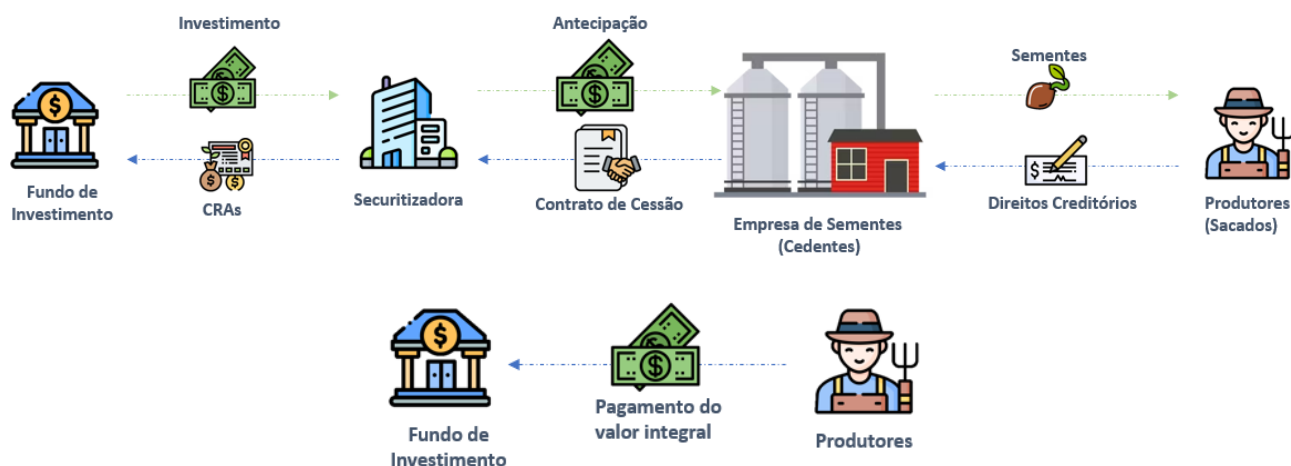 Investimento
Antecipação
Sementes
$
$
$
$
Fundo de
Investimento
CRAs
Securitizadora
Contrato de Cessão
Empresa de Sementes
(Cedentes)
Direitos Creditórios
Produtores
(Sacados)
$
$
Fundo de
Investimento
Pagamento do
valor integral
Produtores